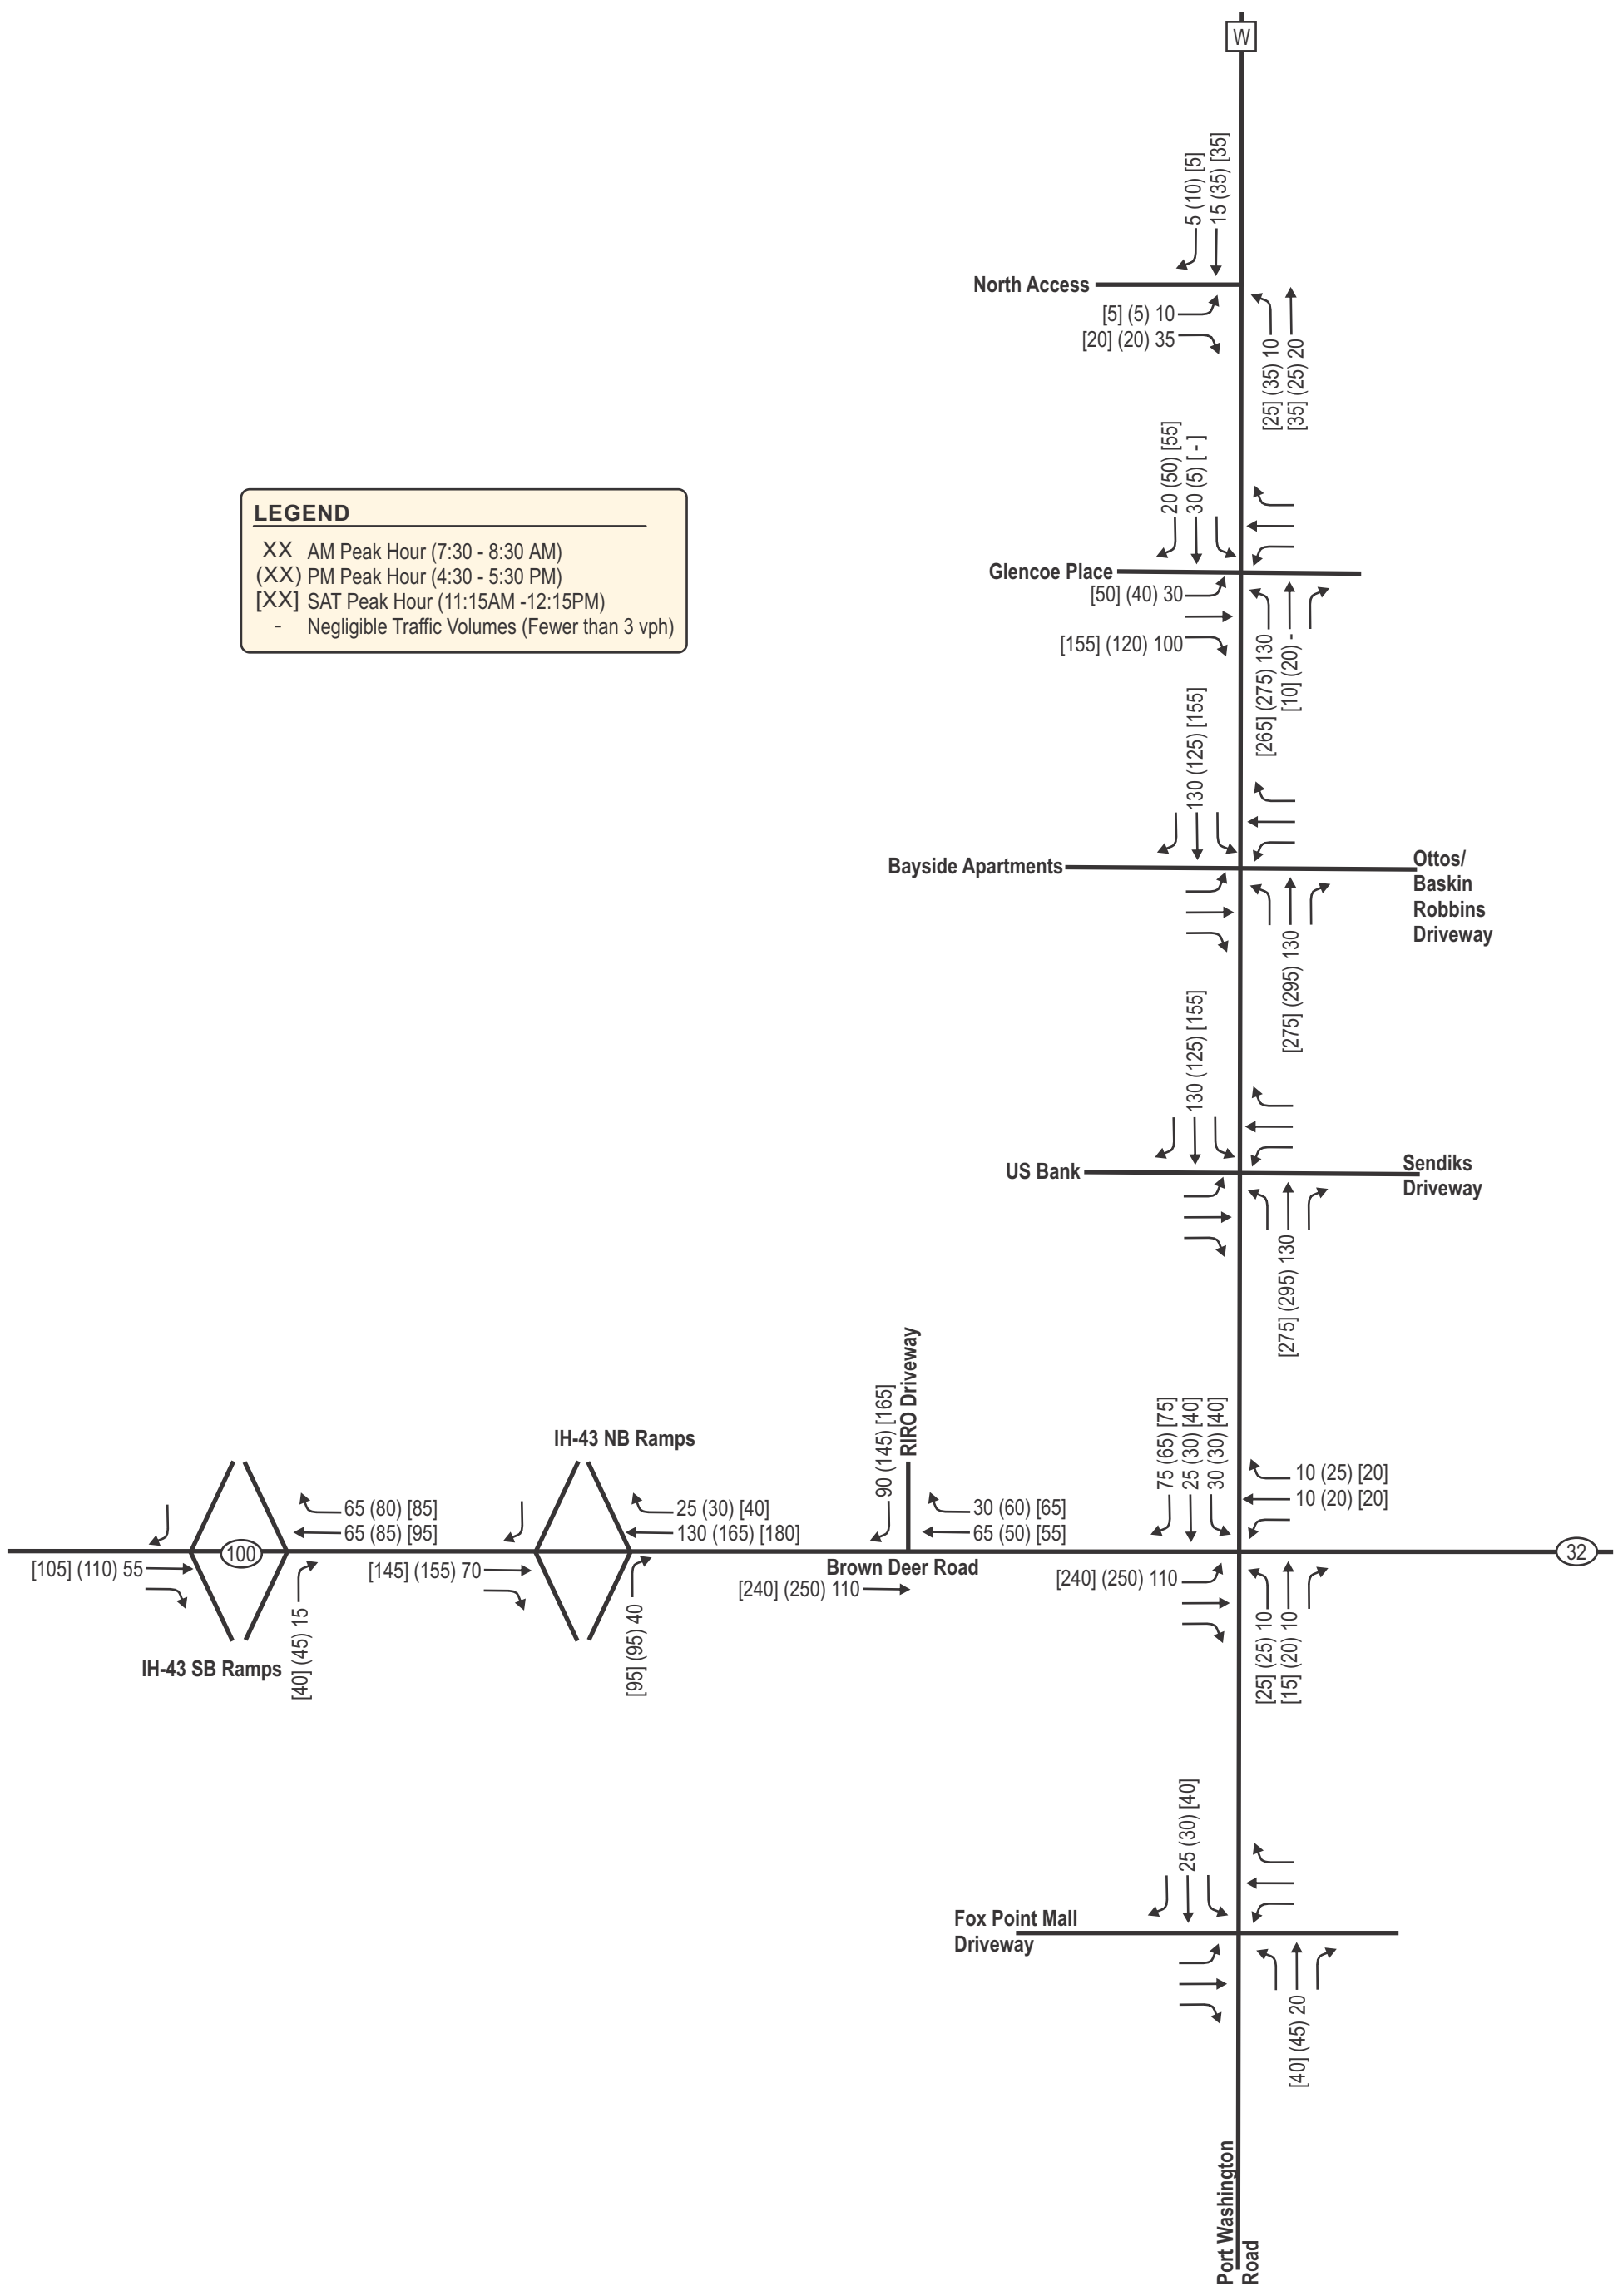 W
5 (10) [5]
15 (35) [35]
North Access
[5] (5) 10
[20] (20) 35
[25] (35) 10
[35] (25) 20
20 (50) [55]
30 (5) [ - ]
LEGEND
XX AM Peak Hour (7:30 - 8:30 AM)
(XX) PM Peak Hour (4:30 - 5:30 PM)
[XX] SAT Peak Hour (11:15AM -12:15PM)
- Negligible Traffic Volumes (Fewer than 3 vph)
Glencoe Place
[50] (40) 30
[155] (120) 100
[265] (275) 130
[10] (20) -
130 (125) [155]
Bayside Apartments
Ottos/
Baskin
Robbins
Driveway
[275] (295) 130
130 (125) [155]
US Bank
Sendiks
Driveway
[275] (295) 130
RIRO Driveway
90 (145) [165]
75 (65) [75]
25 (30) [40]
30 (30) [40]
IH-43 NB Ramps
10 (25) [20]
10 (20) [20]
65 (80) [85]
65 (85) [95]
25 (30) [40]
130 (165) [180]
30 (60) [65]
65 (50) [55]
100
32
[105] (110) 55
[145] (155) 70
Brown Deer Road
[240] (250) 110
[240] (250) 110
IH-43 SB Ramps
[40] (45) 15
[95] (95) 40
[25] (25) 10
[15] (20) 10
25 (30) [40]
Fox Point Mall
Driveway
[40] (45) 20
Port Washington
Road